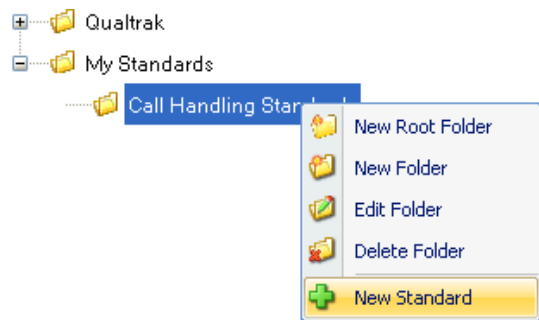 Qualtrak
My Standards
Call Handling
New Root Folder
New Folder
Edit Folder
Delete Folder
New Standard